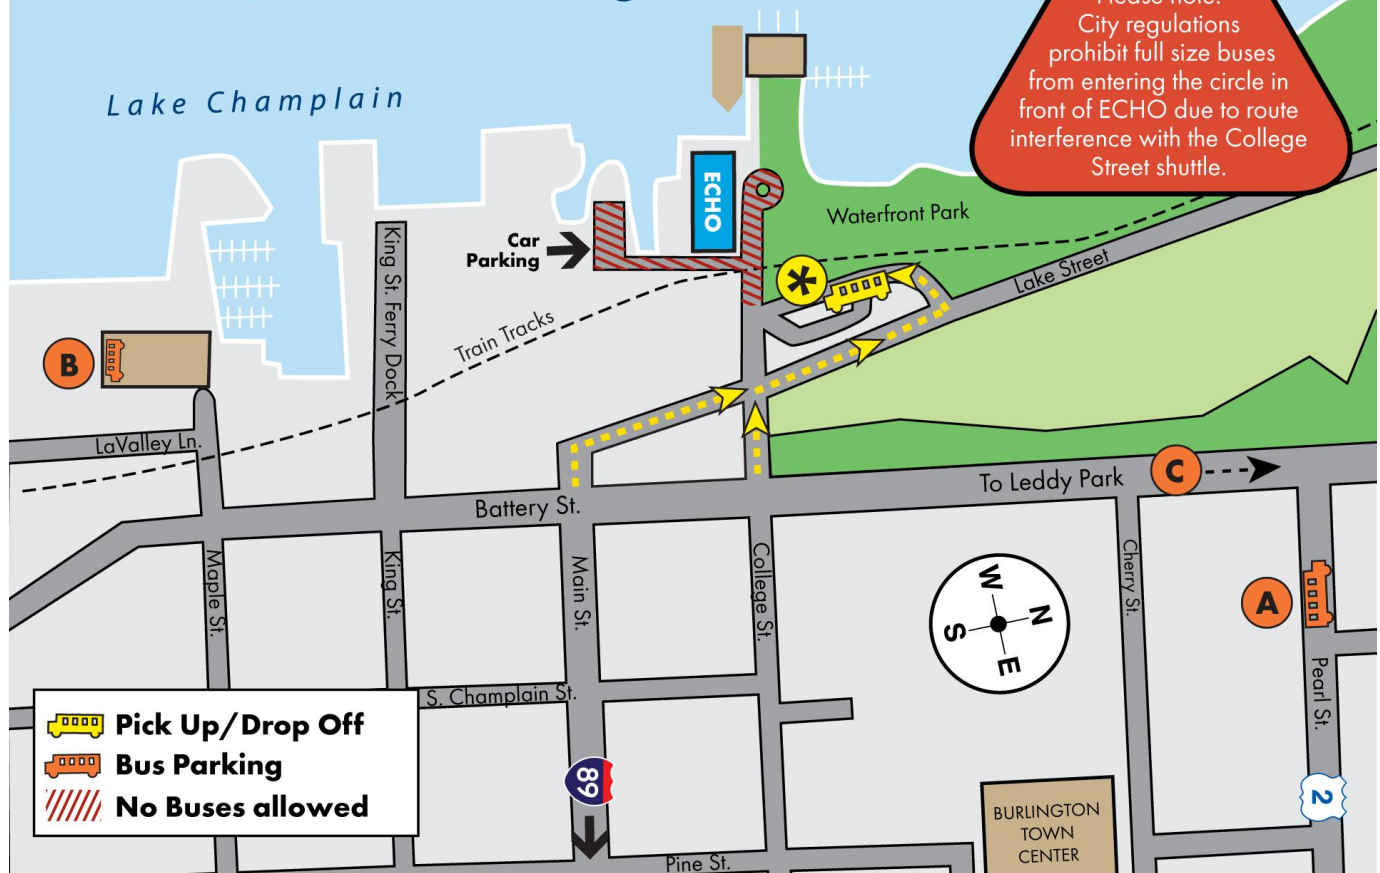 Please note:
City regulations
prohibit full size buses
from entering the circle in
front of ECHO due to route
interference with the College
Street shuttle.
Lake Champlain
ECHO
Waterfront Park
Car
Parking
King St. Ferry Dock
Train Tracks
Lake Street
B
LaValley Ln.
Battery St.
To Leddy Park
C
Maple St.
King St.
Main St.
College St.
Cherry St.
W
N
S
E
A
Pearl St.
S. Champlain St.
Pick Up/Drop Off
Bus Parking
No Buses allowed
89
2
BURLINGTON
TOWN
CENTER
Pine St.